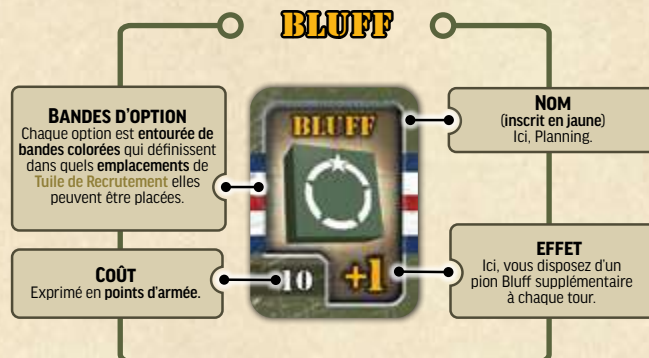 BLUFF
BANDES D'OPTION
Chaque option est entourée de
bandes colorées qui définissent
dans quels emplacements de
Tuile de Recrutement elles
peuvent être placées.
COÛT
Exprimé en points d'armée.
BLUFF
10 +1
NOM
(inscrit en jaune)
Ici, Planning.
EFFET
Ici, vous disposez d'un
pion Bluff supplémentaire
à chaque tour.